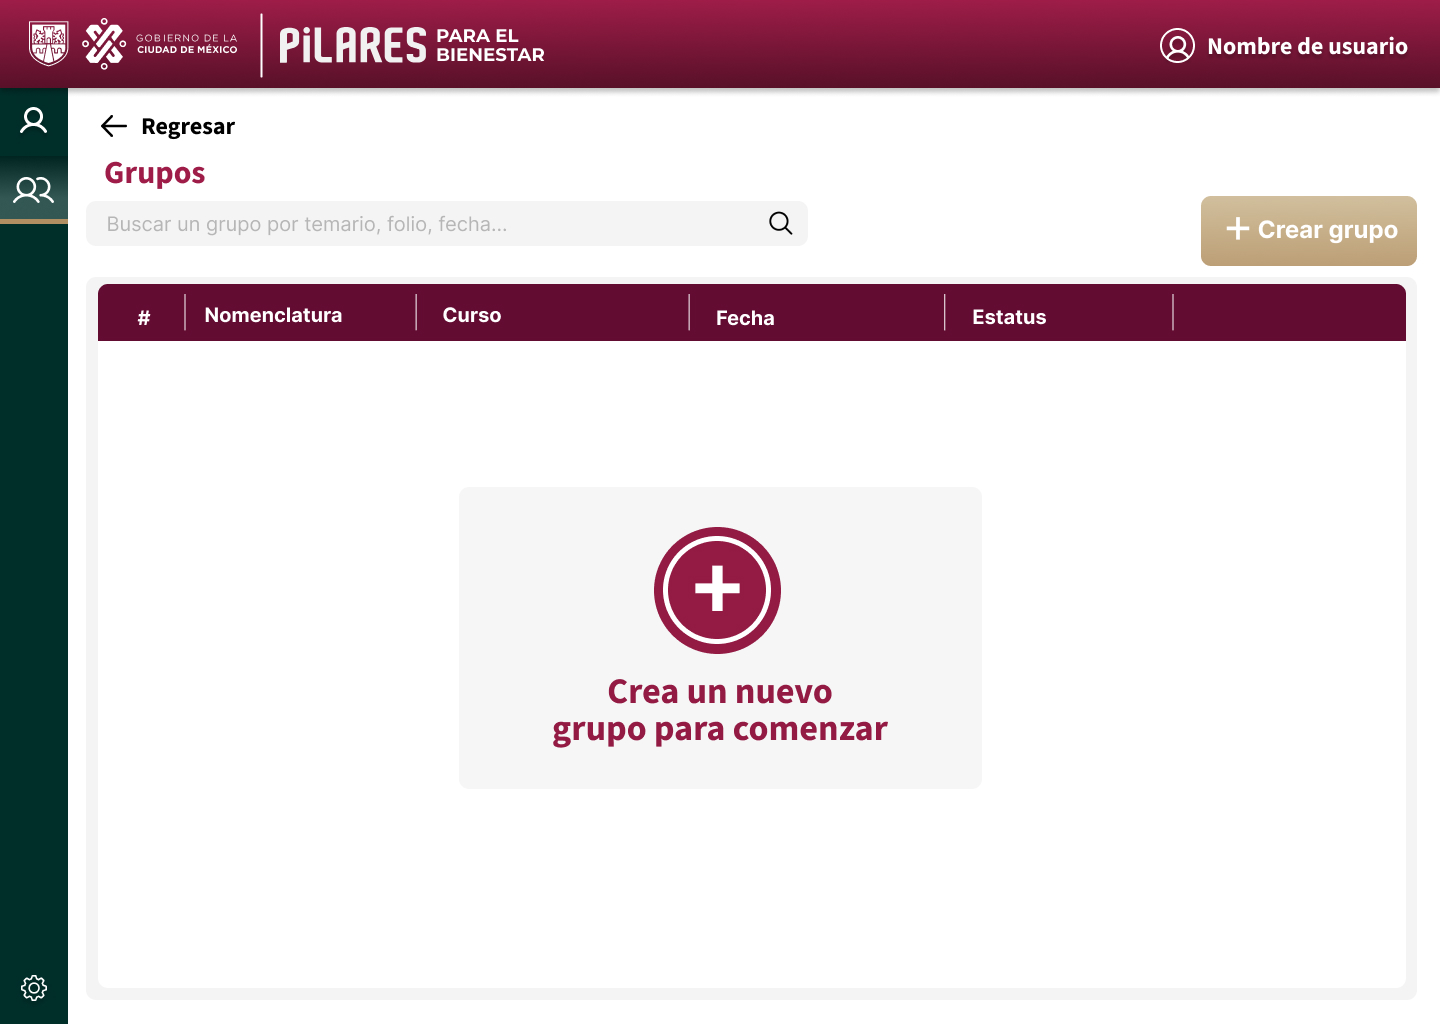 GOBIERNO DE LA
CIUDAD DE MÉXICO
PiLARES
PARA EL
BIENESTAR
Nombre de usuario
Regresar
Grupos
Buscar un grupo por temario, folio, fecha...
+ Crear grupo
# Nomenclatura Curso Fecha Estatus
Crea un nuevo
grupo para comenzar